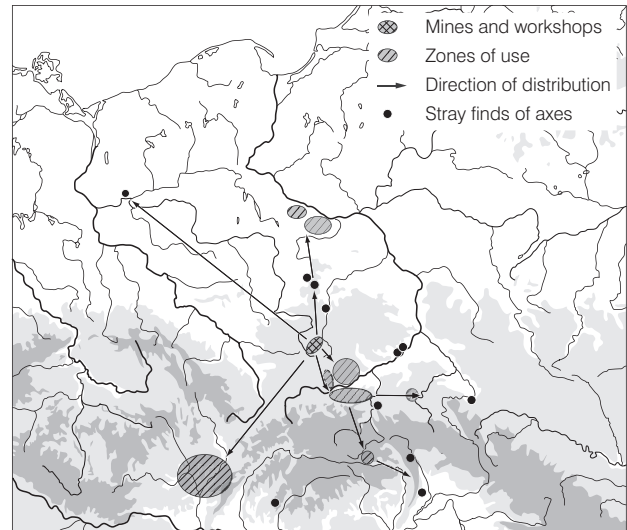 Mines and workshops
Zones of use
Direction of distribution
Stray finds of axes